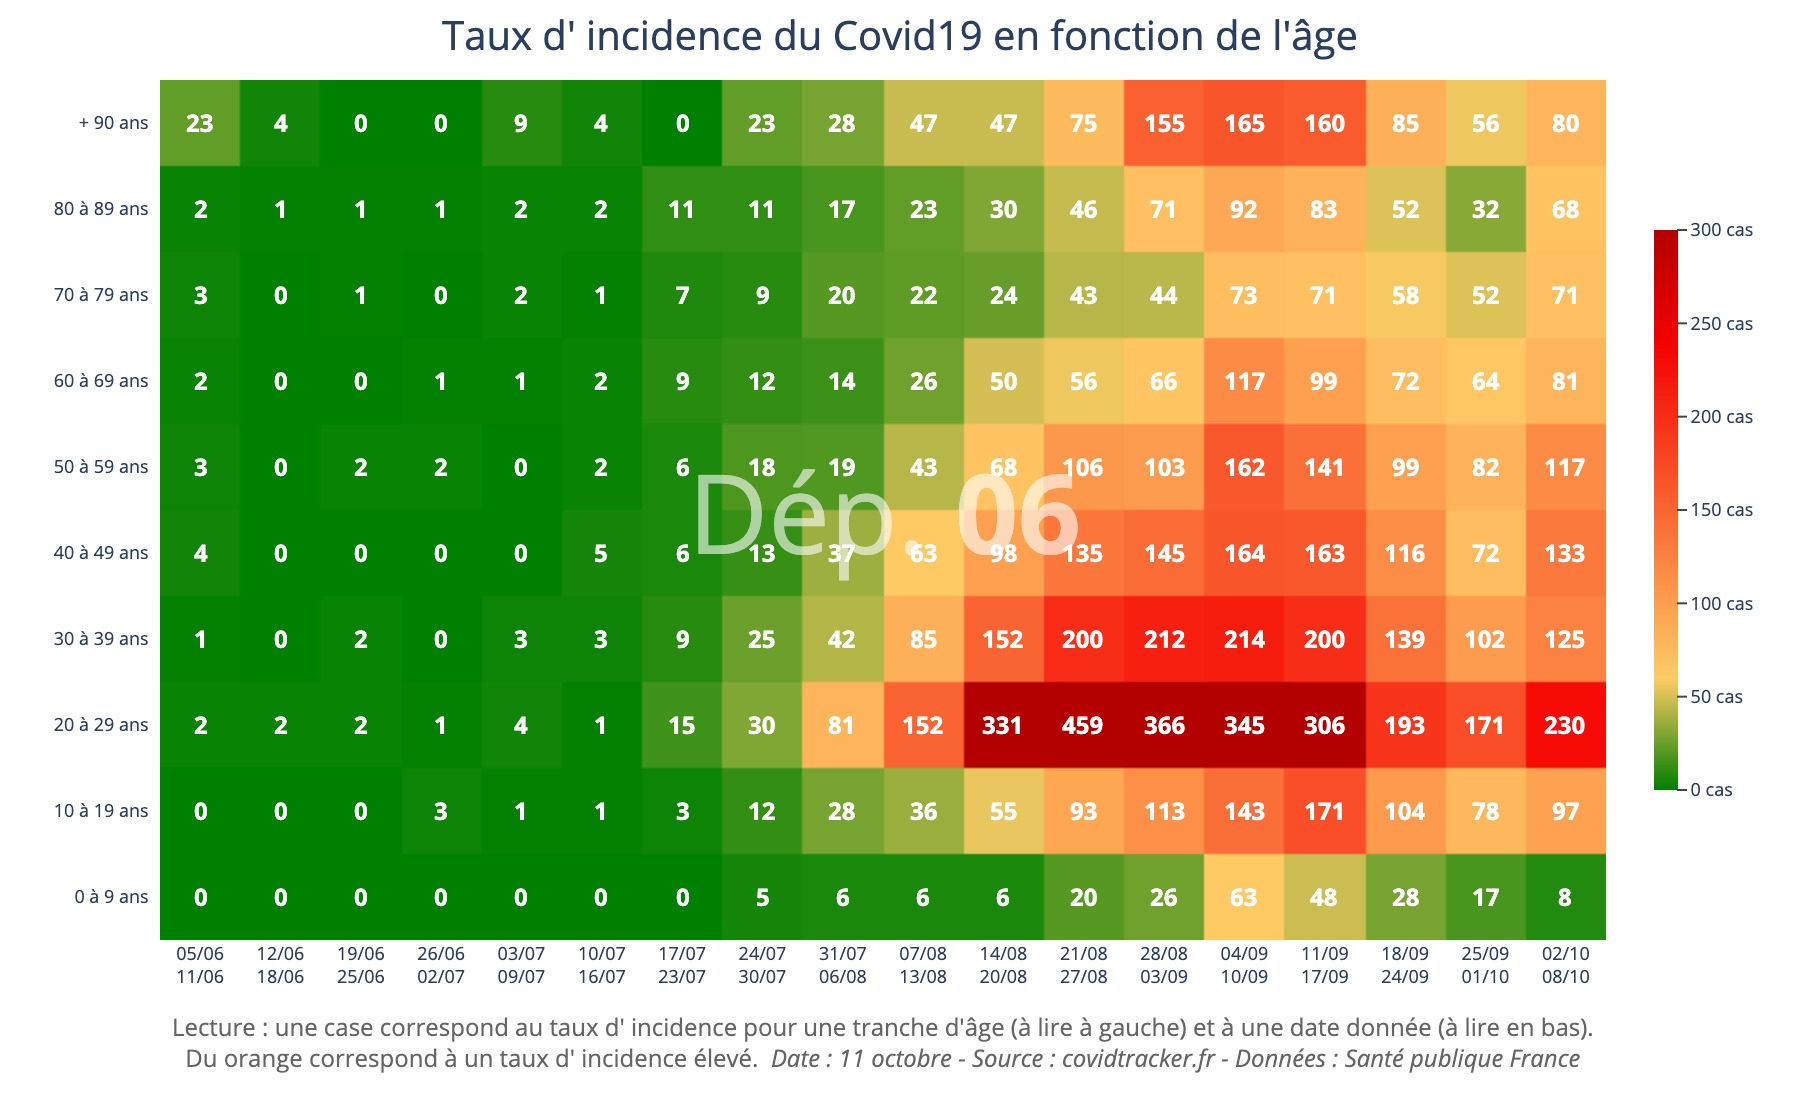 Taux d' incidence du Covid19 en fonction de l'âge
+ 90 ans 23 4 0 0 9 4 0 23 28 47 47 75 155 165 160 85 56 80
80 à 89 ans 2 1 1 1 2 2 11 11 17 23 30 46 71 92 83 52 32 68
300 cas
70 à 79 ans 3 0 1 0 2 1 7 9 20 22 24 43 44 73 71 58 52 71
250 cas
60 à 69 ans 2 0 0 1 1 2 9 12 14 26 50 56 66 117 99 72 64 81
200 cas
50 à 59 ans 3 0 2 2 0 2 6 18 19 43 68 106 103 162 141 99 82 117
Dép. 06
150 cas
40 à 49 ans 4 0 0 0 0 5 6 13 37 63 98 135 145 164 163 116 72 133
100 cas
30 à 39 ans 1 0 2 0 3 3 9 25 42 85 152 200 212 214 200 139 102 125
50 cas
20 à 29 ans 2 2 2 1 4 1 15 30 81 152 331 459 366 345 306 193 171 230
0 cas
10 à 19 ans 0 0 0 3 1 1 3 12 28 36 55 93 113 143 171 104 78 97
0 à 9 ans 0 0 0 0 0 0 0 5 6 6 6 20 26 63 48 28 17 8
05/06 12/06 19/06 26/06 03/07 10/07 17/07 24/07 31/07 07/08 14/08 21/08 28/08 04/09 11/09 18/09 25/09 02/10
11/06 18/06 25/06 02/07 09/07 16/07 23/07 30/07 06/08 13/08 20/08 27/08 03/09 10/09 17/09 24/09 01/10 08/10
Lecture : une case correspond au taux d' incidence pour une tranche d'âge (à lire à gauche) et à une date donnée (à lire en bas).
Du orange correspond à un taux d' incidence élevé. Date : 11 octobre - Source : covidtracker.fr - Données : Santé publique France